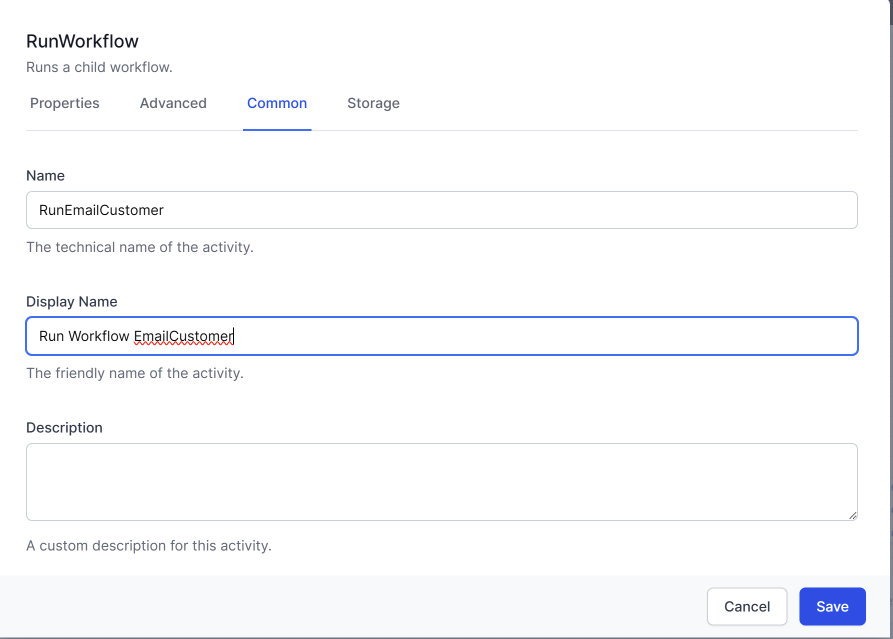 RunWorkflow
Runs a child workflow.
Properties Advanced Common Storage
Name
RunEmailCustomer
The technical name of the activity.
Display Name
Run Workflow EmailCustomer
The friendly name of the activity.
Description
A custom description for this activity.
Cancel Save